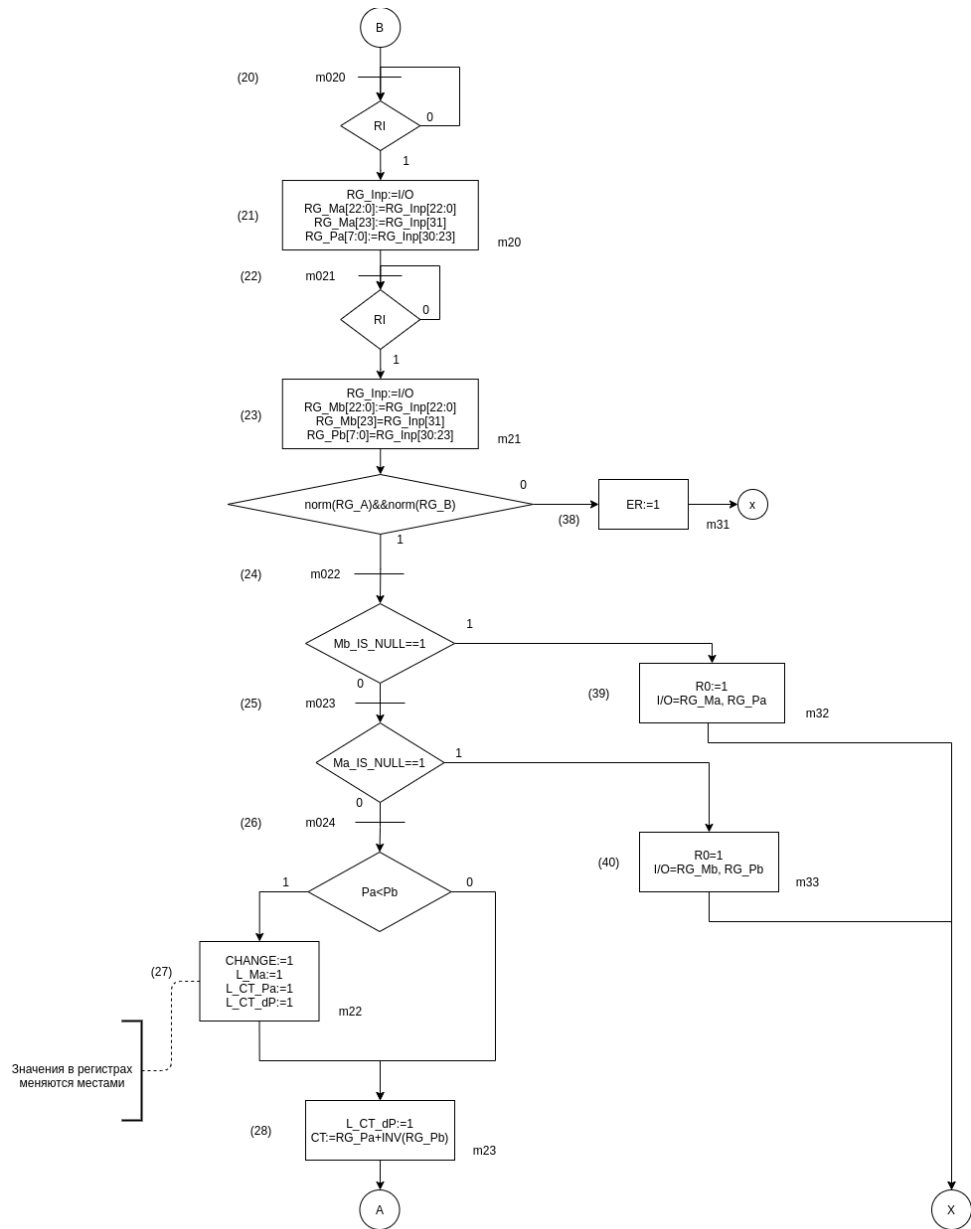 B
(20)
m020
RI
0
1
(21)
RG_Inp:=I/O
RG_Ma[22:0]:=RG_Inp[22:0]
RG_Ma[23]:=RG_Inp[31]
RG_Pa[7:0]:=RG_Inp[30:23]
m20
(22)
m021
RI
0
1
(23)
RG_Inp:=I/O
RG_Mb[22:0]:=RG_Inp[22:0]
RG_Mb[23]=RG_Inp[31]
RG_Pb[7:0]=RG_Inp[30:23]
m21
norm(RG_A)&&norm(RG_B)
0
(38)
ER:=1
m31
x
1
(24)
m022
Mb_IS_NULL==1
1
(39)
R0:=1
I/O=RG_Ma, RG_Pa
m32
0
(25)
m023
Ma_IS_NULL==1
1
0
(26)
m024
(40)
R0=1
I/O=RG_Mb, RG_Pb
m33
Pa<Pb
1
0
(27)
CHANGE:=1
L_Ma:=1
L_CT_Pa:=1
L_CT_dP:=1
m22
Значения в регистрах
меняются местами
(28)
L_CT_dP:=1
CT:=RG_Pa+INV(RG_Pb)
m23
A
X